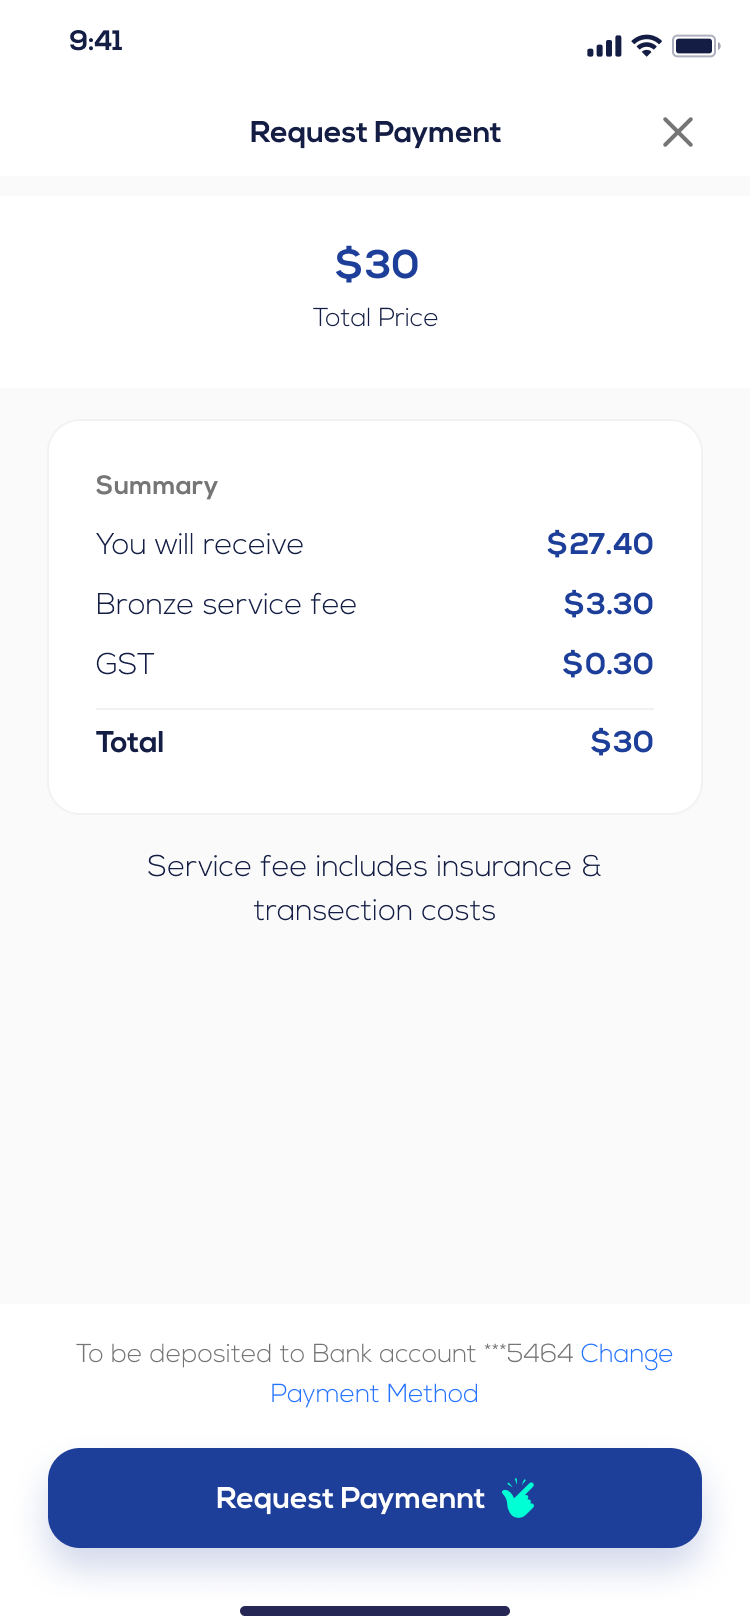 9:41
Request Payment
$30
Total Price
Summary
You will receive $27.40
Bronze service fee $3.30
GST $0.30
Total $30
Service fee includes insurance &
transection costs
To be deposited to Bank account ***5464 Change
Payment Method
Request Paymennt